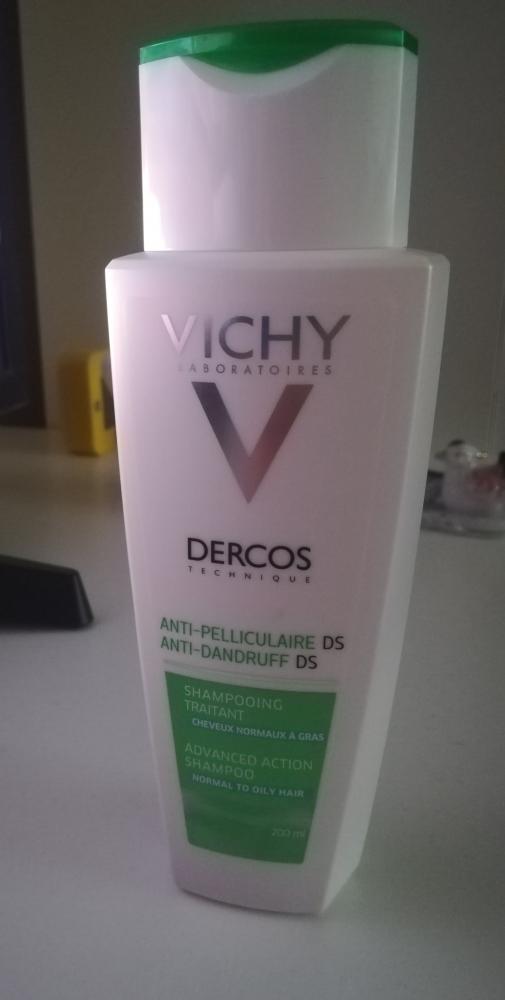 VICHY
LABORATOIRES
V
DERCOS
TECHNIQUE
ANTI-PELLICULAIRE DS
ANTI-DANDRUFF DS
SHAMPOOING
TRAITANT
CHEVEUX NORMAUX À GRAS
ADVANCED ACTION
SHAMPOO
NORMAL TO OILY HAIR
200 ml